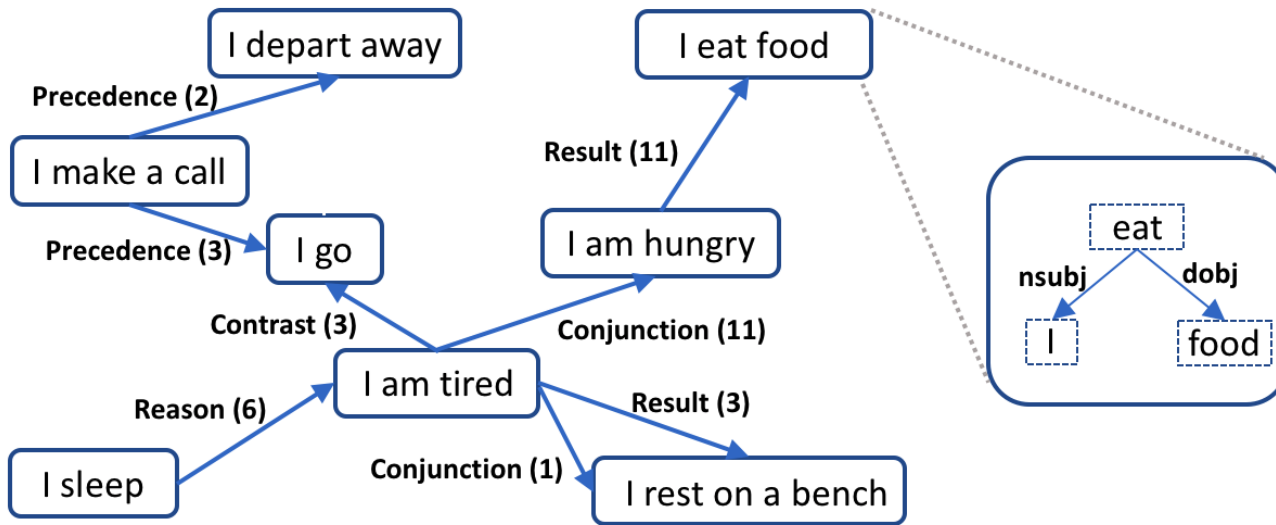 I depart away
I eat food
Precedence (2)
Result (11)
I make a call
eat
Precedence (3)
I go
I am hungry
nsubj
dobj
Contrast (3)
Conjunction (11)
I
food
I am tired
Reason (6)
Result (3)
Conjunction (1)
I sleep
I rest on a bench